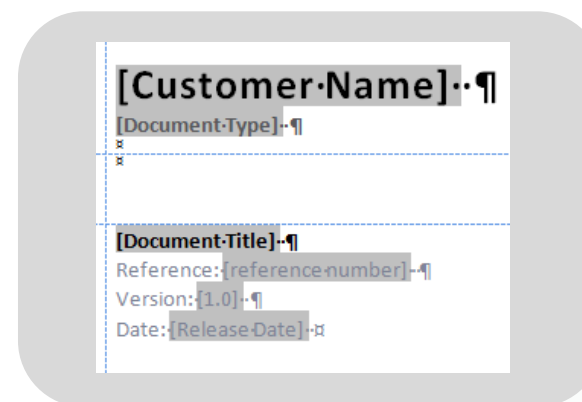 [Customer·Name]··¶
[Document·Type]··¶
¤
¤
[Document·Title]··¶
Reference:·[reference·number]··¶
Version:·[1.0]··¶
Date:·[Release·Date]··¤